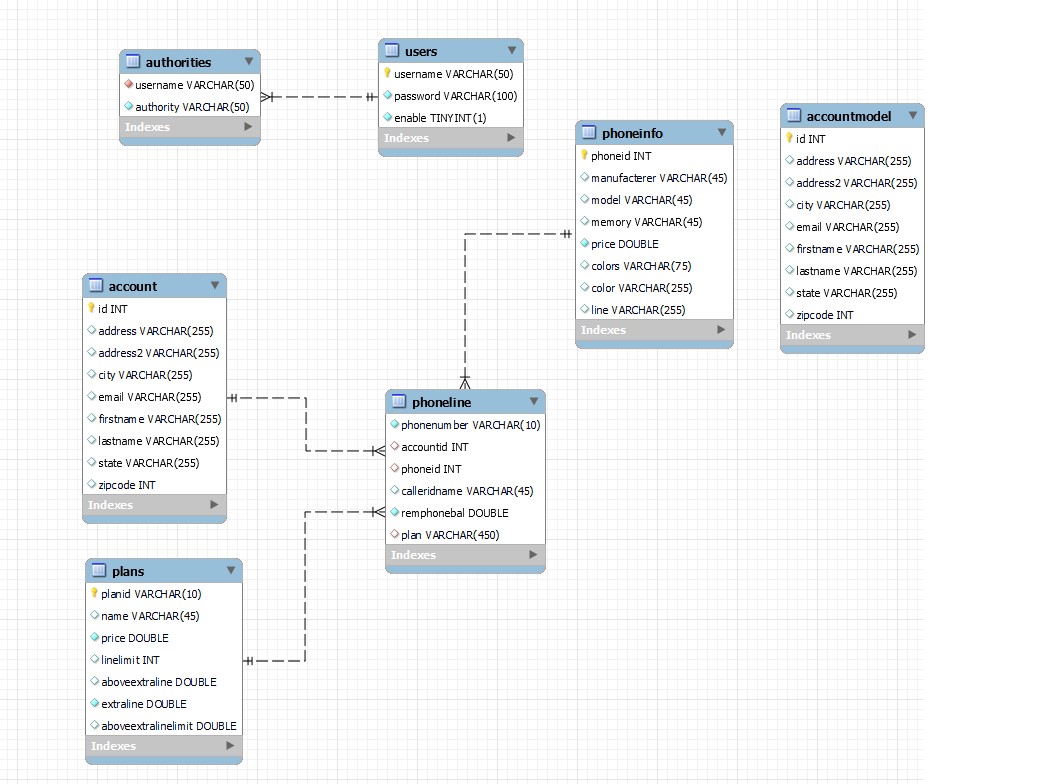 authorities
username VARCHAR(50)
authority VARCHAR(50)
Indexes
users
username VARCHAR(50)
password VARCHAR(100)
enable TINYINT(1)
Indexes
phoneinfo
phoneid INT
manufacterer VARCHAR(45)
model VARCHAR(45)
memory VARCHAR(45)
price DOUBLE
colors VARCHAR(75)
color VARCHAR(255)
line VARCHAR(255)
Indexes
accountmodel
id INT
address VARCHAR(255)
address2 VARCHAR(255)
city VARCHAR(255)
email VARCHAR(255)
firstname VARCHAR(255)
lastname VARCHAR(255)
state VARCHAR(255)
zipcode INT
Indexes
account
id INT
address VARCHAR(255)
address2 VARCHAR(255)
city VARCHAR(255)
email VARCHAR(255)
firstname VARCHAR(255)
lastname VARCHAR(255)
state VARCHAR(255)
zipcode INT
Indexes
phoneline
phonenumber VARCHAR(10)
accountid INT
phoneid INT
calleridname VARCHAR(45)
remphonebal DOUBLE
plan VARCHAR(450)
Indexes
plans
planid VARCHAR(10)
name VARCHAR(45)
price DOUBLE
linelimit INT
aboveextraline DOUBLE
extraline DOUBLE
aboveextralinelimit DOUBLE
Indexes